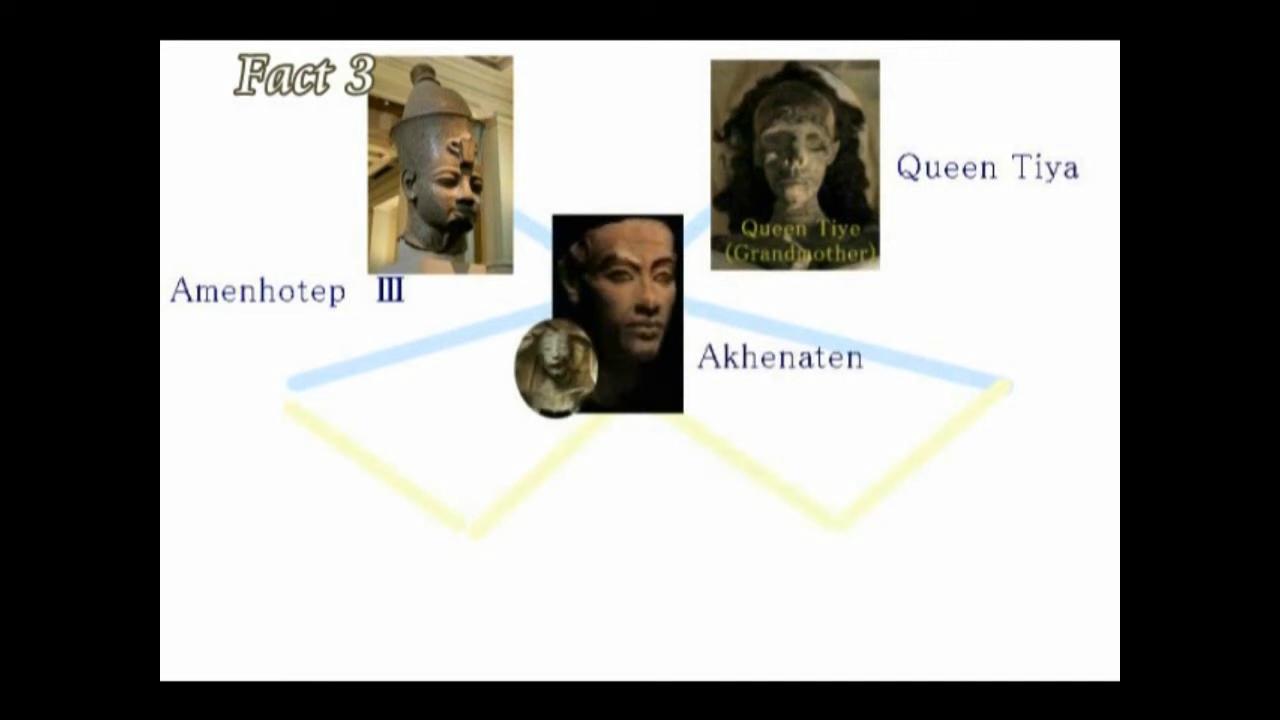 Fact 3
Queen Tiya
Queen Tiye
(Grandmother)
Amenhotep Ⅲ
Akhenaten